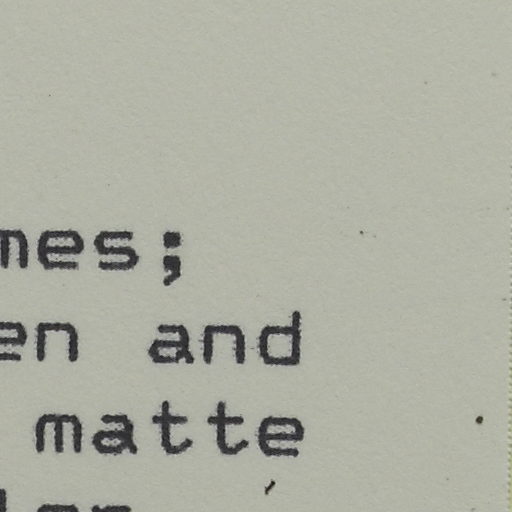 mes;
en and
matte